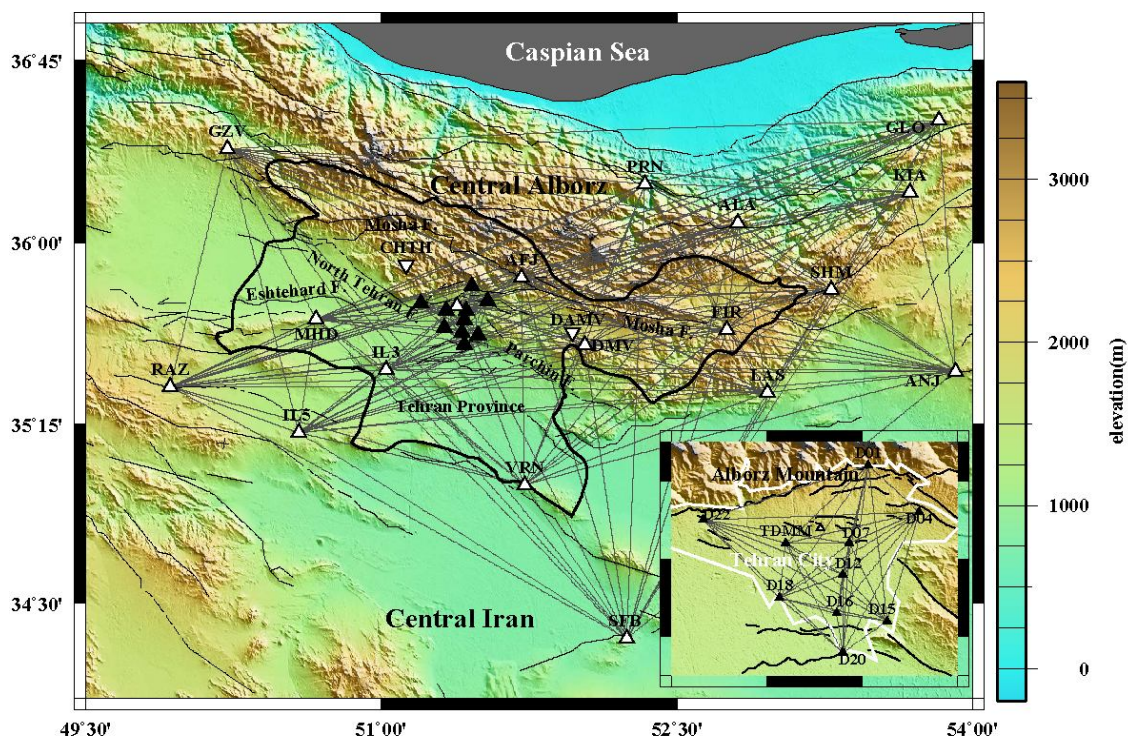 Caspian Sea
36°45'
GZV
GLO
PRN
KIA
Central Alborz
ALA
3000
Mosha F.
CHTH
36°00'
AFJ
SHM
North Tehran F.
Eshtehard F.
DAMV
FIR
Mosha F.
MHD
DMV
2000
IL3
Parchin F.
RAZ
LAS
ANJ
Tehran Province
IL5
35°15'
elevation(m)
VRN
D01
Alborz Mountain
1000
D22
D04
TDMM
D07
Tehran City
D12
34°30'
D18
Central Iran
SFB
D16
D15
D20
0
49°30'
51°00'
52°30'
54°00'